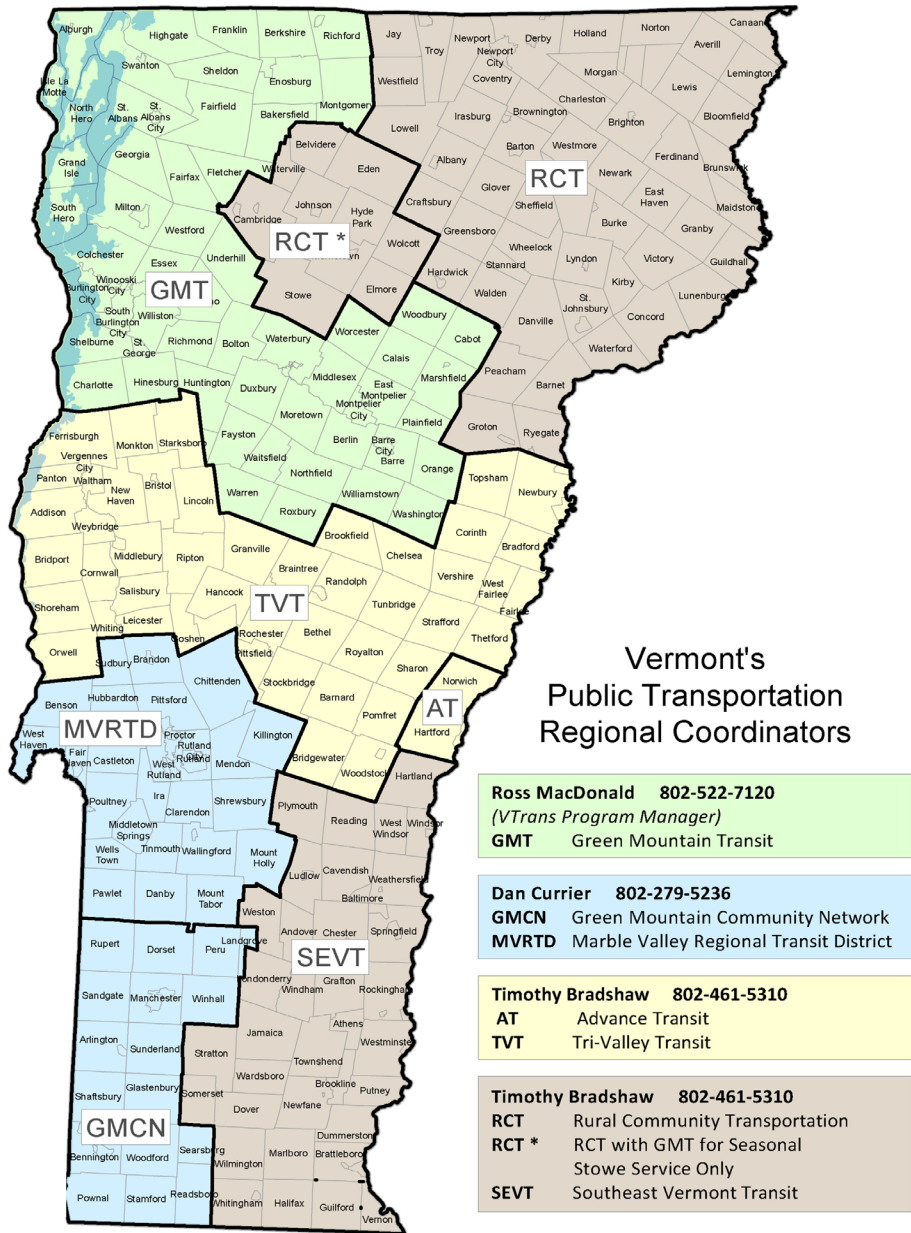 Alburgh
Highgate
Franklin
Berkshire
Richford
Jay
Troy
Newport
Newport
City
Derby
Holland
Norton
Canaan
Averill
Isle La
Motte
Swanton
Sheldon
Enosburg
Westfield
Coventry
Morgan
Lemington
Lewis
North
Hero
St.
Albans
St.
Albans
City
Fairfield
Bakersfield
Montgomery
Lowell
Irasburg
Brownington
Charleston
Brighton
Bloomfield
Georgia
Belvidere
Barton
Westmore
Grand
Isle
Fairfax
Fletcher
Waterville
Eden
Albany
RCT
Newark
Ferdinand
Brunswick
South
Hero
Milton
Cambridge
Johnson
Hyde
Park
Craftsbury
Glover
Sheffield
East
Haven
Maidstone
Westford
RCT *
Wolcott
Greensboro
Burke
Granby
Colchester
Essex
Underhill
Wheelock
Stannard
Lyndon
Victory
Guildhall
Winooski
City
Burlington
City
GMT
Stowe
Elmore
Hardwick
Walden
Kirby
Lunenburg
South
Burlington
City
Williston
Woodbury
Danville
St.
Johnsbury
Concord
Shelburne
St.
George
Richmond
Bolton
Waterbury
Worcester
Cabot
Waterford
Calais
Charlotte
Hinesburg
Huntington
Duxbury
Middlesex
East
Montpelier
Marshfield
Peacham
Barnet
Montpelier
City
Moretown
Plainfield
Groton
Ryegate
Ferrisburgh
Monkton
Starksboro
Fayston
Berlin
Barre
City
Barre
Vergennes
City
Waitsfield
Northfield
Orange
Topsham
Newbury
Panton
Waltham
New
Haven
Bristol
Lincoln
Warren
Williamstown
Addison
Weybridge
Roxbury
Washington
Corinth
Brookfield
Bradford
Bridport
Middlebury
Ripton
Granville
Chelsea
Cornwall
Braintree
Vershire
West
Fairlee
Salisbury
Hancock
Randolph
TVT
Tunbridge
Fairlee
Shoreham
Leicester
Strafford
Whiting
Goshen
Rochester
Bethel
Thetford
Orwell
Sudbury
Brandon
Pittsfield
Royalton
Sharon
Chittenden
Stockbridge
Norwich
Benson
Hubbardton
Pittsford
Barnard
Pomfret
AT
Hartford
MVRTD
West
Haven
Proctor
Rutland
City
Rutland
Killington
Fair
Haven
Castleton
West
Rutland
Mendon
Bridgewater
Woodstock
Hartland
Poultney
Ira
Clarendon
Shrewsbury
Plymouth
Reading
West
Windsor
Windsor
Middletown
Springs
Wells
Town
Tinmouth
Wallingford
Mount
Holly
Ludlow
Cavendish
Weathersfield
Baltimore
Pawlet
Danby
Mount
Tabor
Weston
Andover
Chester
Springfield
Rupert
Dorset
Peru
Landgrove
SEVT
Londonderry
Windham
Grafton
Rockingham
Sandgate
Manchester
Winhall
Athens
Jamaica
Westminster
Arlington
Sunderland
Stratton
Townshend
Wardsboro
Brookline
Putney
Shaftsbury
Glastenbury
Somerset
Dover
Newfane
GMCN
Dummerston
Searsburg
Marlboro
Brattleboro
Bennington
Woodford
Wilmington
Pownal
Stamford
Readsboro
Whitingham
Halifax
Guilford
Vernon
Vermont's
Public Transportation
Regional Coordinators
Ross MacDonald 802-522-7120
(VTrans Program Manager)
GMT Green Mountain Transit
Dan Currier 802-279-5236
GMCN Green Mountain Community Network
MVRTD Marble Valley Regional Transit District
Timothy Bradshaw 802-461-5310
AT Advance Transit
TVT Tri-Valley Transit
Timothy Bradshaw 802-461-5310
RCT Rural Community Transportation
RCT * RCT with GMT for Seasonal
Stowe Service Only
SEVT Southeast Vermont Transit